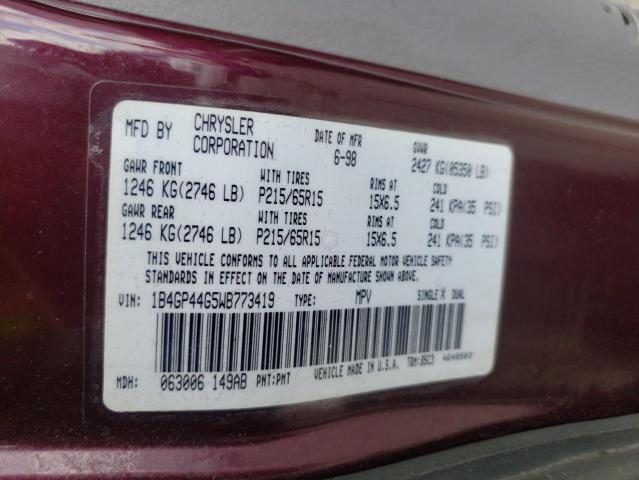 MFD BY CHRYSLER CORPORATION DATE OF MFR 6-98 GVWR 2427 KG(05350 LB)
GAWR FRONT WITH TIRES RIMS AT COLD
1246 KG(2746 LB) P215/65R15 15X6.5 241 KPA(35 PSI)
GAWR REAR WITH TIRES RIMS AT COLD
1246 KG(2746 LB) P215/65R15 15X6.5 241 KPA(35 PSI)
THIS VEHICLE CONFORMS TO ALL APPLICABLE FEDERAL MOTOR VEHICLE SAFETY
STANDARDS IN EFFECT ON THE DATE OF MANUFACTURE SHOWN ABOVE.
VIN: 1B4GP44G5WB773419 TYPE: MPV SINGLE X DUAL
MDH: 063006 149AB PNT:PMT VEHICLE MADE IN U.S.A. TRM:D5C3